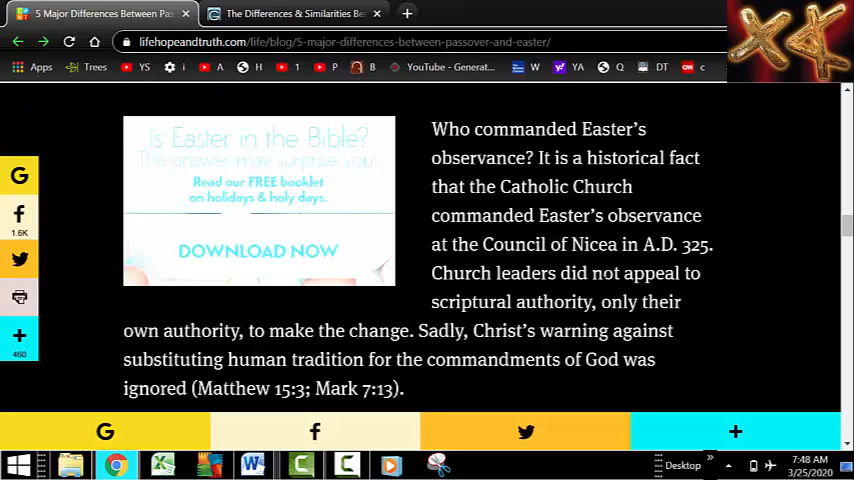 5 Major Differences Between Pas
The Differences & Similarities Be
lifehopeandtruth.com/life/blog/5-major-differences-between-passover-and-easter/
Apps Trees YS i A H 1 P B YouTube - Generat... W YA Q DT c
X4
Is Easter in the Bible?
The answer may surprise you!
Read our FREE booklet
on holidays & holy days.
DOWNLOAD NOW
Who commanded Easter's
observance? It is a historical fact
that the Catholic Church
commanded Easter's observance
at the Council of Nicea in A.D. 325.
Church leaders did not appeal to
scriptural authority, only their
own authority, to make the change. Sadly, Christ's warning against
substituting human tradition for the commandments of God was
ignored (Matthew 15:3; Mark 7:13).
1.6K
460
Desktop
7:48 AM
3/25/2020